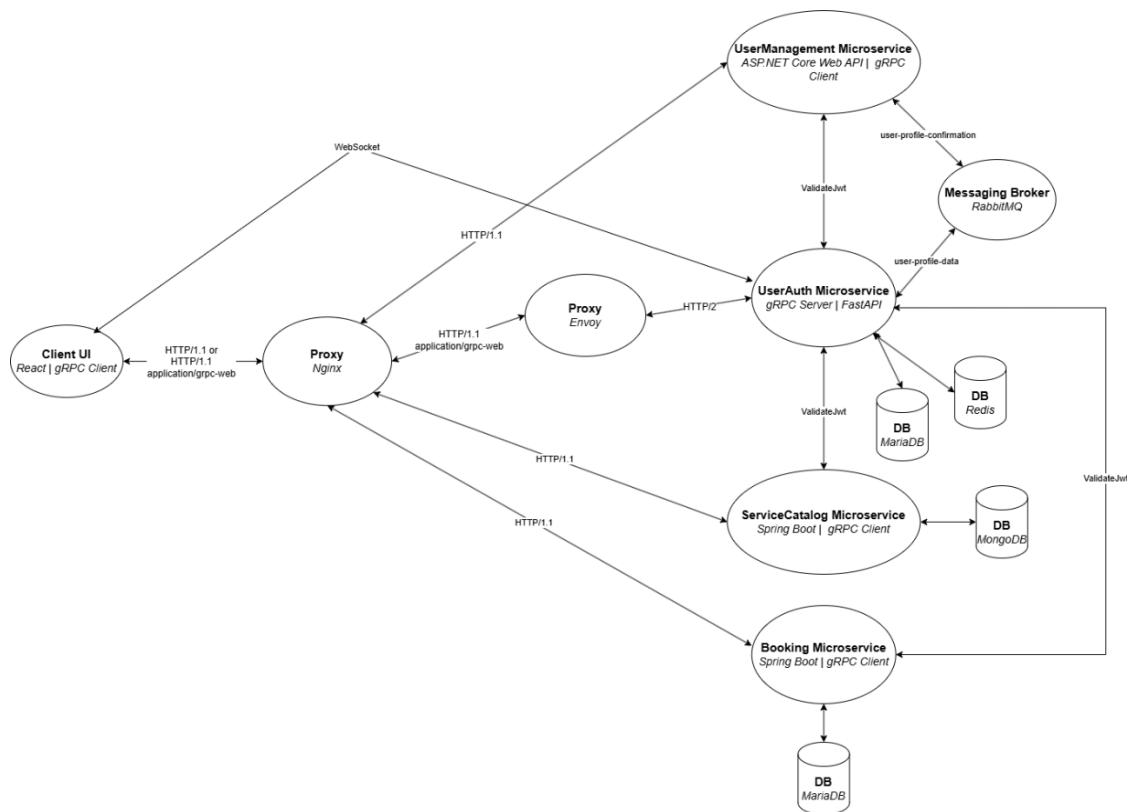 UserManagement Microservice
ASP.NET Core Web API | gRPC
Client
user-profile-confirmation
WebSocket
ValidateJwt
Messaging Broker
RabbitMQ
HTTP/1.1
user-profile-data
UserAuth Microservice
gRPC Server | FastAPI
Proxy
Envoy
HTTP/2
HTTP/1.1
application/grpc-web
Client UI
React | gRPC Client
HTTP/1.1 or
HTTP/1.1
application/grpc-web
Proxy
Nginx
DB
Redis
DB
MariaDB
ValidateJwt
HTTP/1.1
ValidateJwt
ServiceCatalog Microservice
Spring Boot | gRPC Client
DB
MongoDB
HTTP/1.1
Booking Microservice
Spring Boot | gRPC Client
DB
MariaDB